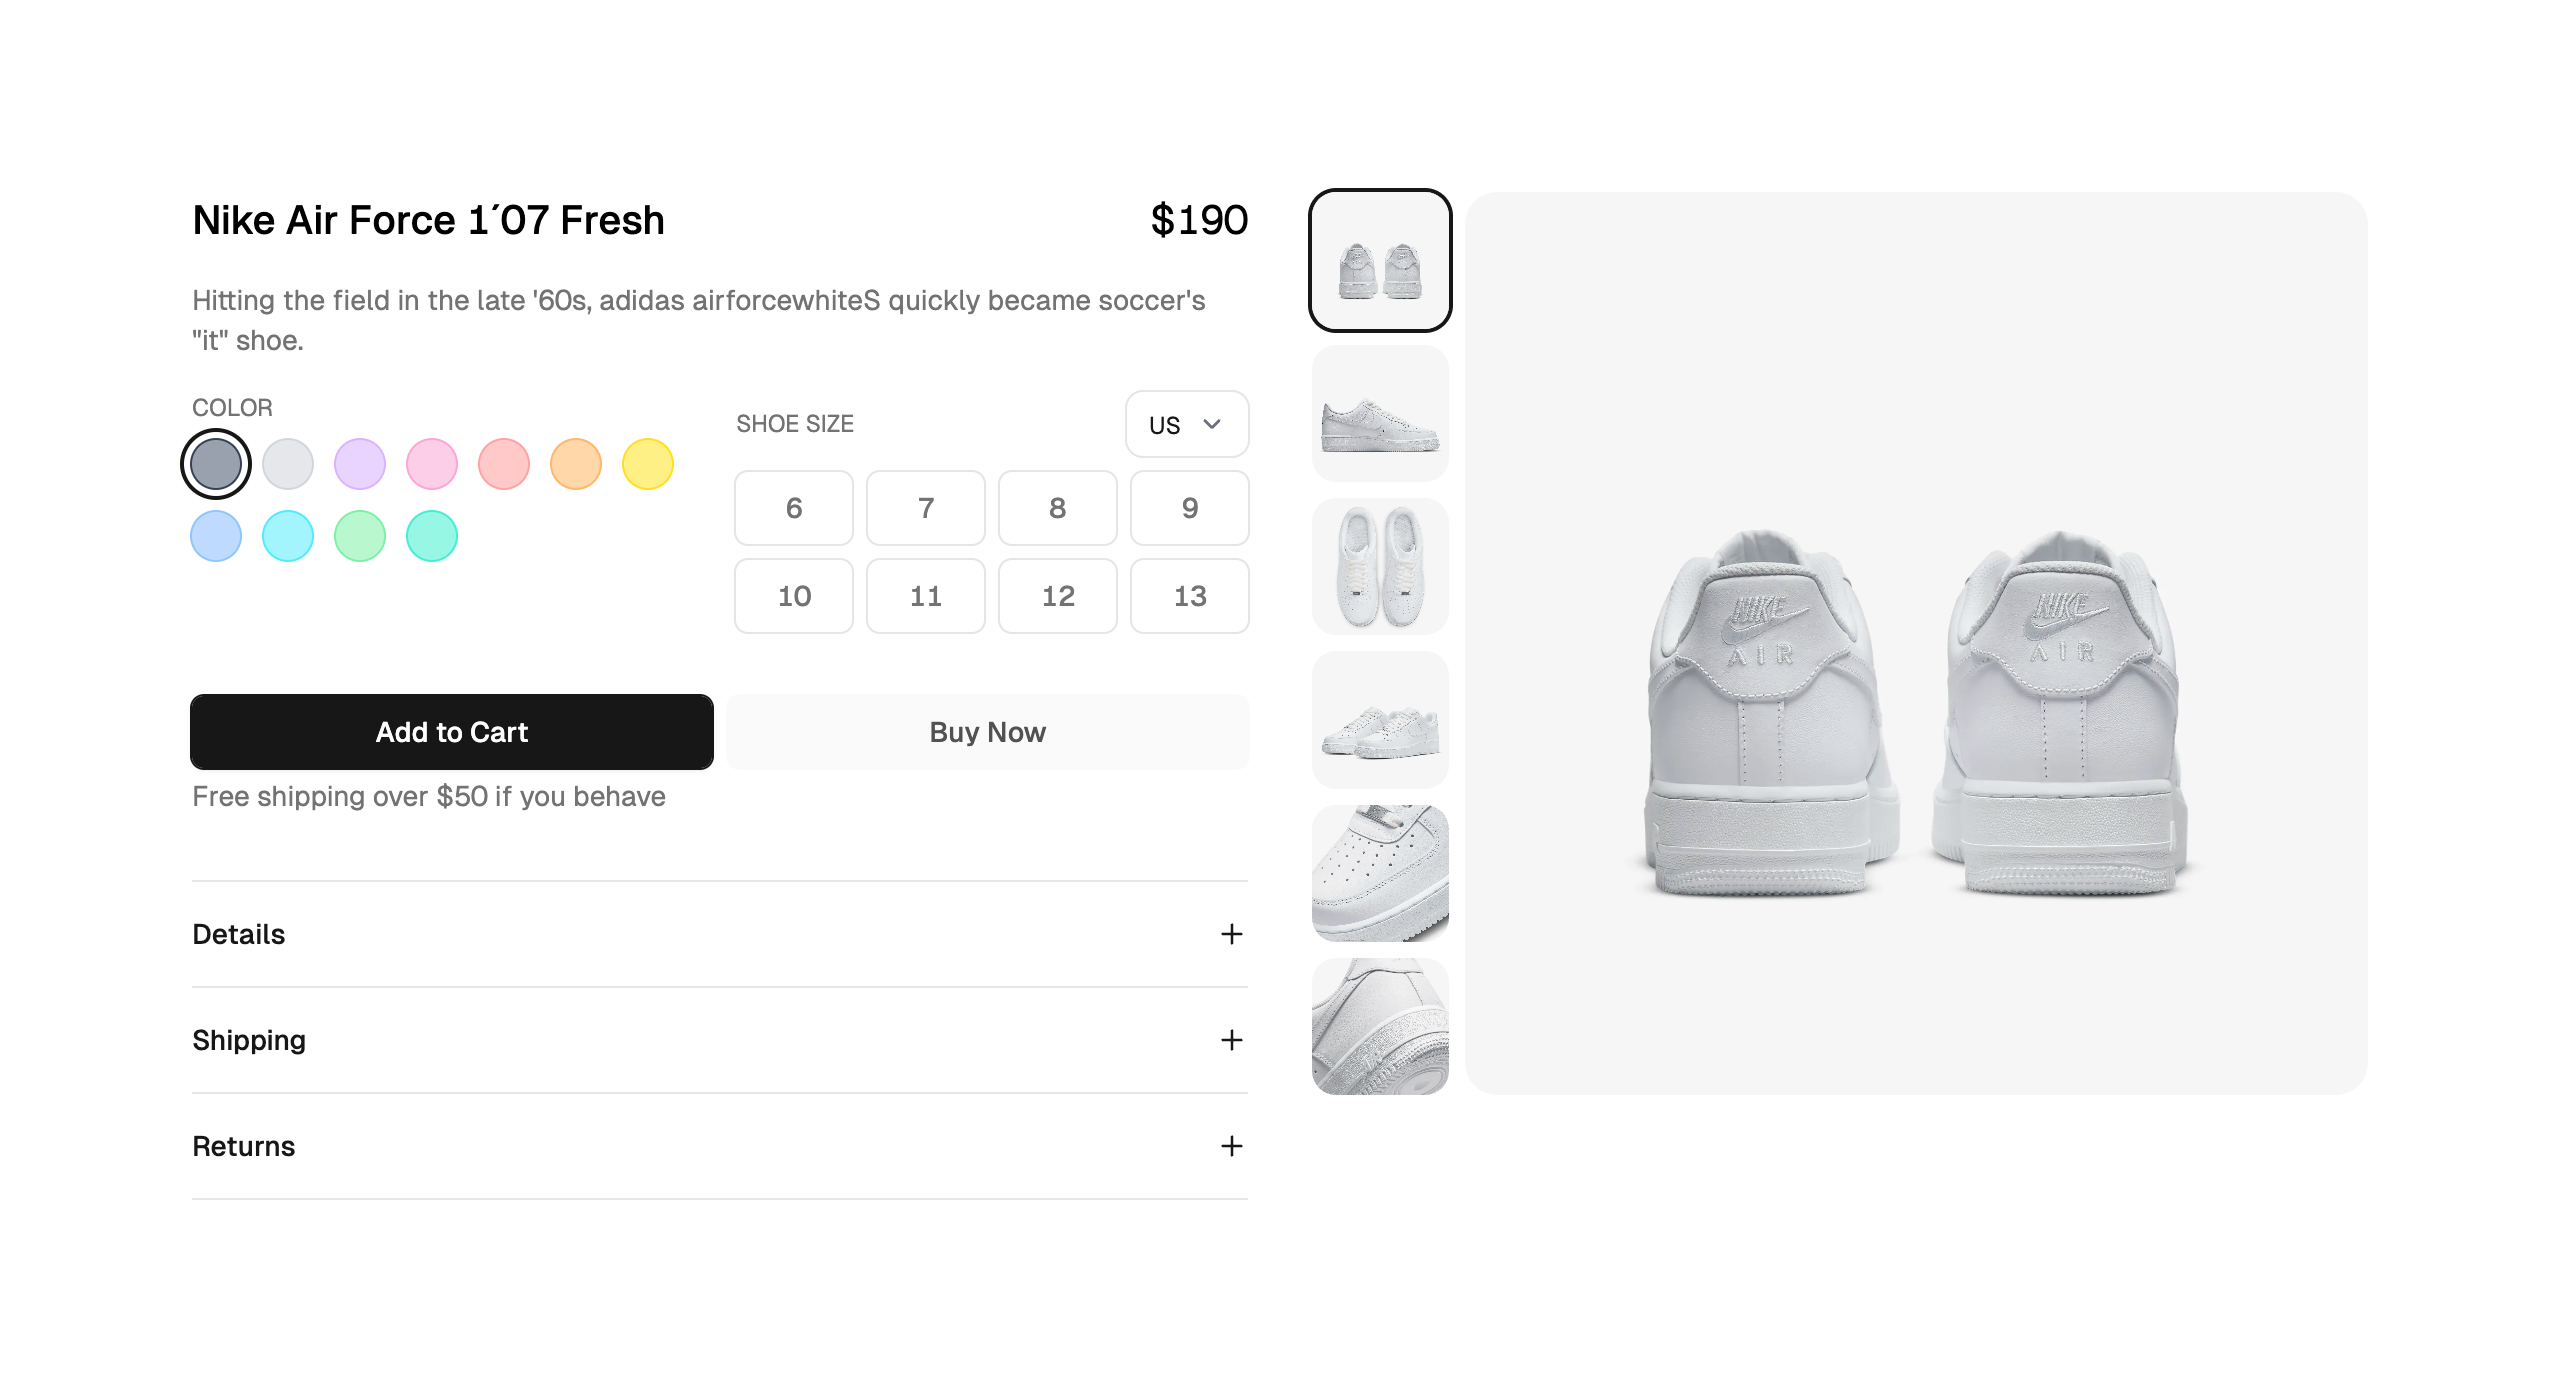 Nike Air Force 1´07 Fresh
$190
Hitting the field in the late '60s, adidas airforcewhiteS quickly became soccer's
"it" shoe.
COLOR
SHOE SIZE
US
6 7 8 9
10 11 12 13
Add to Cart
Buy Now
Free shipping over $50 if you behave
Details
Shipping
Returns
NIKE
AIR
NIKE
AIR